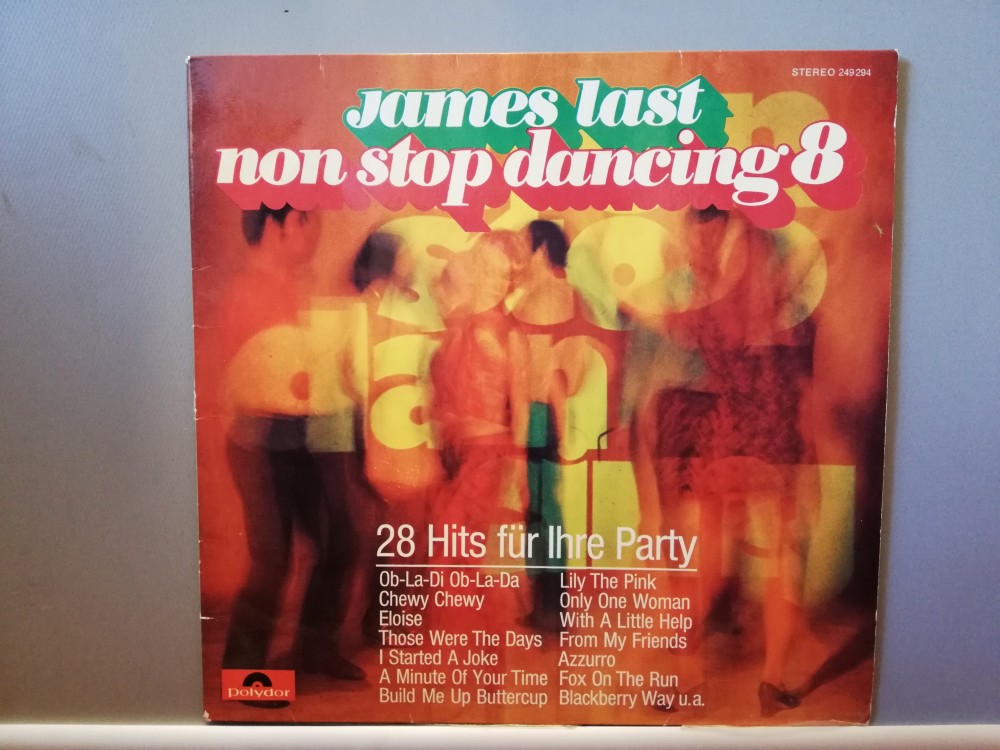 STEREO 249294
James last
non stop dancing 8
28 Hits für Ihre Party
Ob-La-Di Ob-La-Da
Chewy Chewy
Eloise
Those Were The Days
I Started A Joke
A Minute Of Your Time
Build Me Up Buttercup
Lily The Pink
Only One Woman
With A Little Help
From My Friends
Azzurro
Fox On The Run
Blackberry Way u.a.
polydor